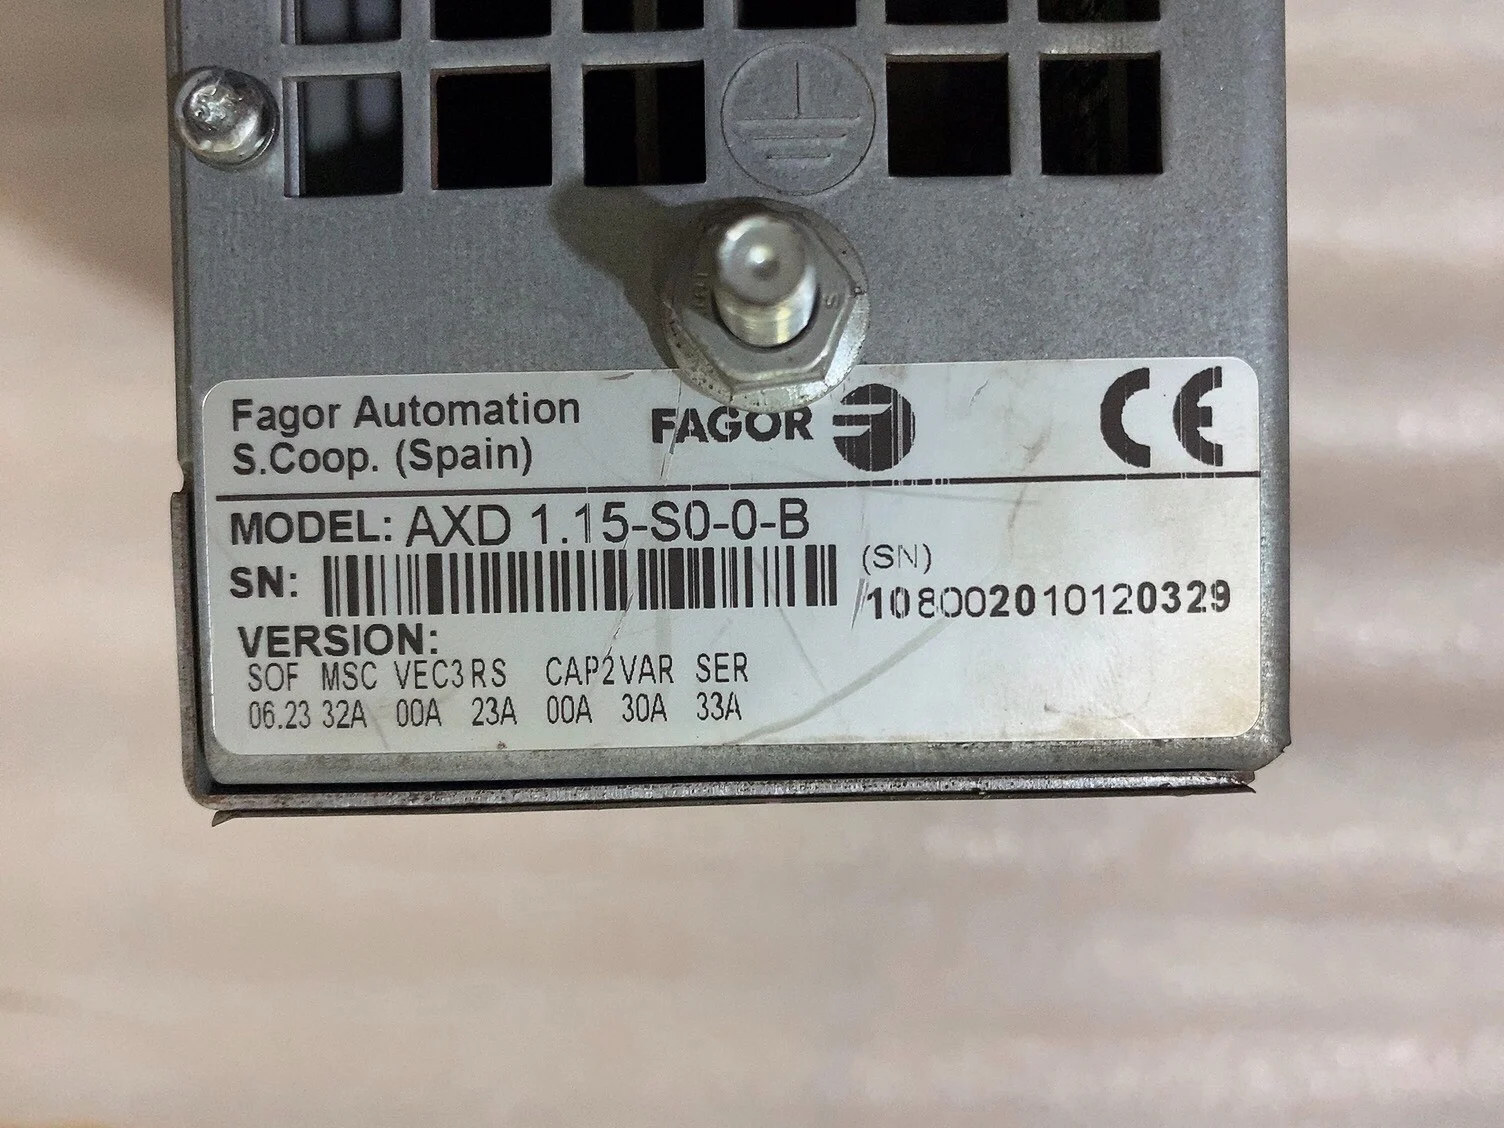 Fagor Automation
S.Coop. (Spain)
FAGOR
CE
MODEL: AXD 1.15-S0-0-B
SN:
(SN)
108002010120329
VERSION:
SOF MSC VEC3 RS CAP2 VAR SER
06.23 32A 00A 23A 00A 30A 33A